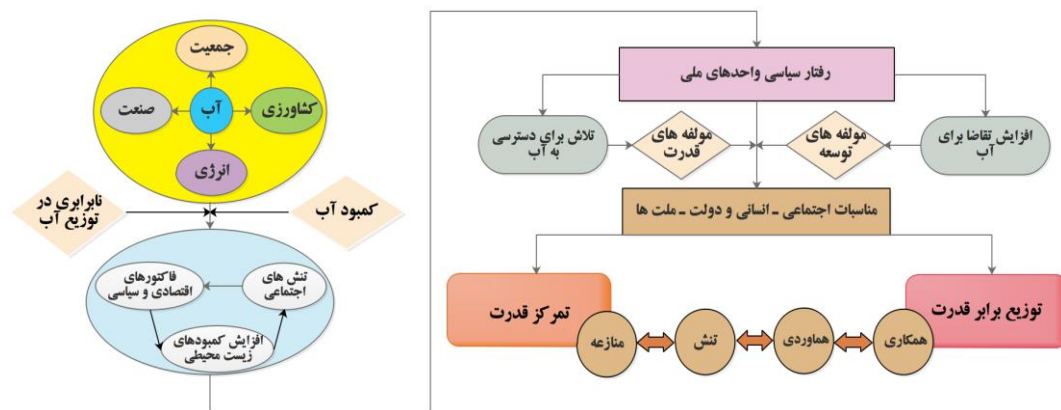 جمعیت
صنعت
آب
کشاورزی
انرژی
نابرابری در
توزیع آب
کمبود آب
فاکتورهای
اقتصادی و سیاسی
تنش های
اجتماعی
افزایش کمبودهای
زیست محیطی
رفتار سیاسی واحدهای ملی
افزایش تقاضا برای
آب
مولفه های
توسعه
مولفه های
قدرت
تلاش برای دسترسی
به آب
مناسبات اجتماعی ـ انسانی و دولت ـ ملت ها
توزیع برابر قدرت
تمرکز قدرت
همکاری
هماوردی
تنش
منازعه